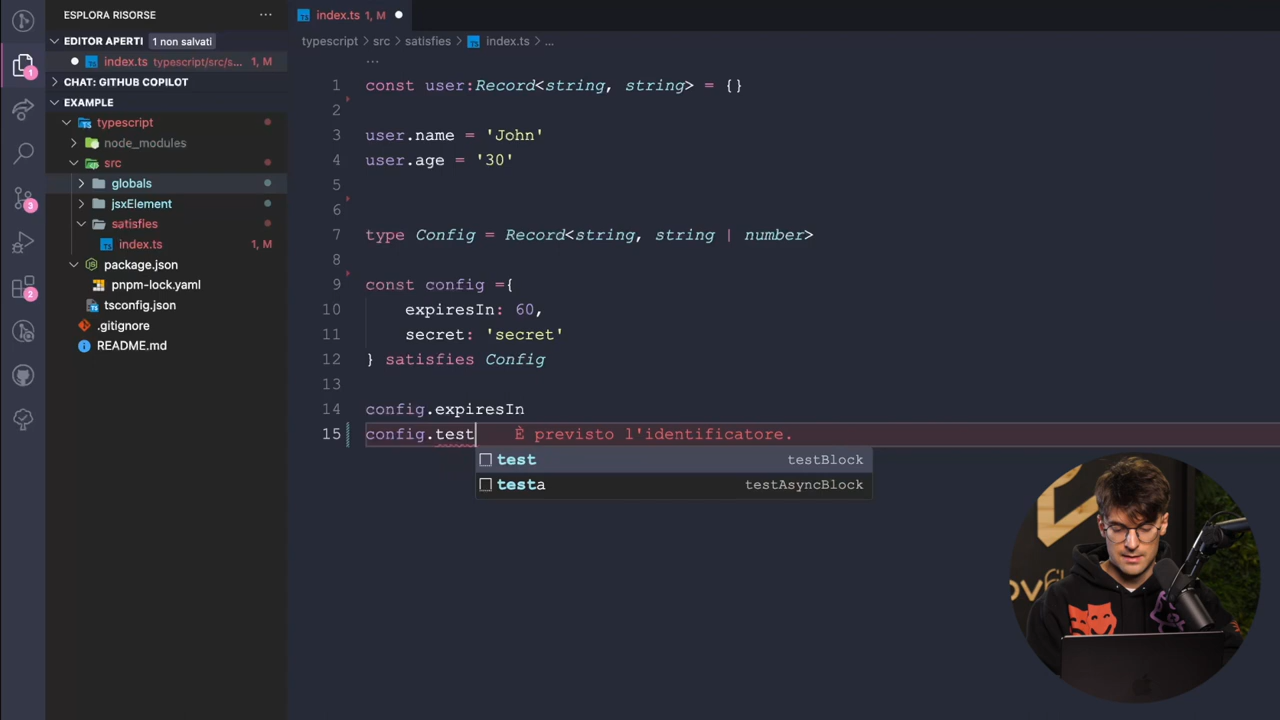 ESPLORA RISORSE
EDITOR APERTI 1 non salvati
index.ts typescript/src/s... 1, M
CHAT: GITHUB COPILOT
EXAMPLE
typescript
node_modules
src
globals
jsxElement
satisfies
index.ts 1, M
package.json
pnpm-lock.yaml
tsconfig.json
.gitignore
README.md
1
3
2
index.ts 1, M
typescript > src > satisfies > index.ts > ...
1 const user:Record<string, string> = {}
2
3 user.name = 'John'
4 user.age = '30'
5
6
7 type Config = Record<string, string | number>
8
9 const config ={
10 expiresIn: 60,
11 secret: 'secret'
12 } satisfies Config
13
14 config.expiresIn
15 config.test È previsto l'identificatore.
test testBlock
testa testAsyncBlock